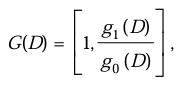 G(D) = [1, g₁(D) / g₀(D)],